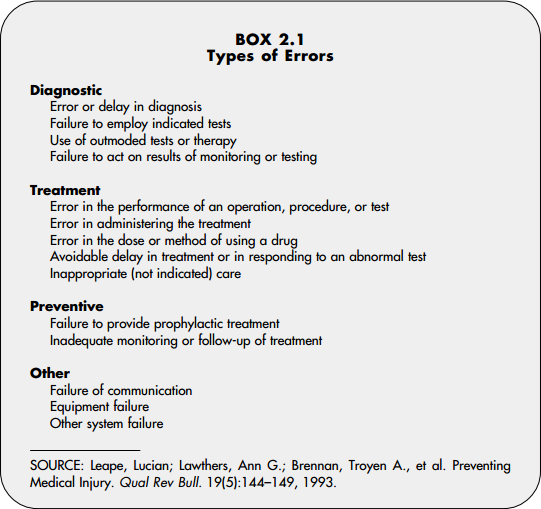 BOX 2.1
Types of Errors
Diagnostic
Error or delay in diagnosis
Failure to employ indicated tests
Use of outmoded tests or therapy
Failure to act on results of monitoring or testing
Treatment
Error in the performance of an operation, procedure, or test
Error in administering the treatment
Error in the dose or method of using a drug
Avoidable delay in treatment or in responding to an abnormal test
Inappropriate (not indicated) care
Preventive
Failure to provide prophylactic treatment
Inadequate monitoring or follow-up of treatment
Other
Failure of communication
Equipment failure
Other system failure
SOURCE: Leape, Lucian; Lawthers, Ann G.; Brennan, Troyen A., et al. Preventing
Medical Injury. Qual Rev Bull. 19(5):144–149, 1993.